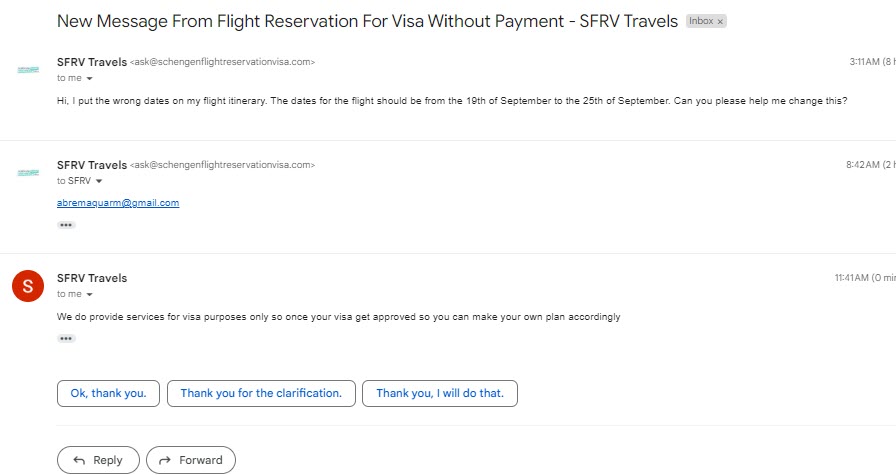 New Message From Flight Reservation For Visa Without Payment - SFRV Travels Inbox ×
SFRV Travels <ask@schengenflightreservationvisa.com> 3:11AM (8 h
to me
Hi, I put the wrong dates on my flight itinerary. The dates for the flight should be from the 19th of September to the 25th of September. Can you please help me change this?
SFRV Travels <ask@schengenflightreservationvisa.com> 8:42AM (2 h
to SFRV
abremaquarm@gmail.com
S
SFRV Travels 11:41AM (0 min
to me
We do provide services for visa purposes only so once your visa get approved so you can make your own plan accordingly
Ok, thank you. Thank you for the clarification. Thank you, I will do that.
Reply Forward